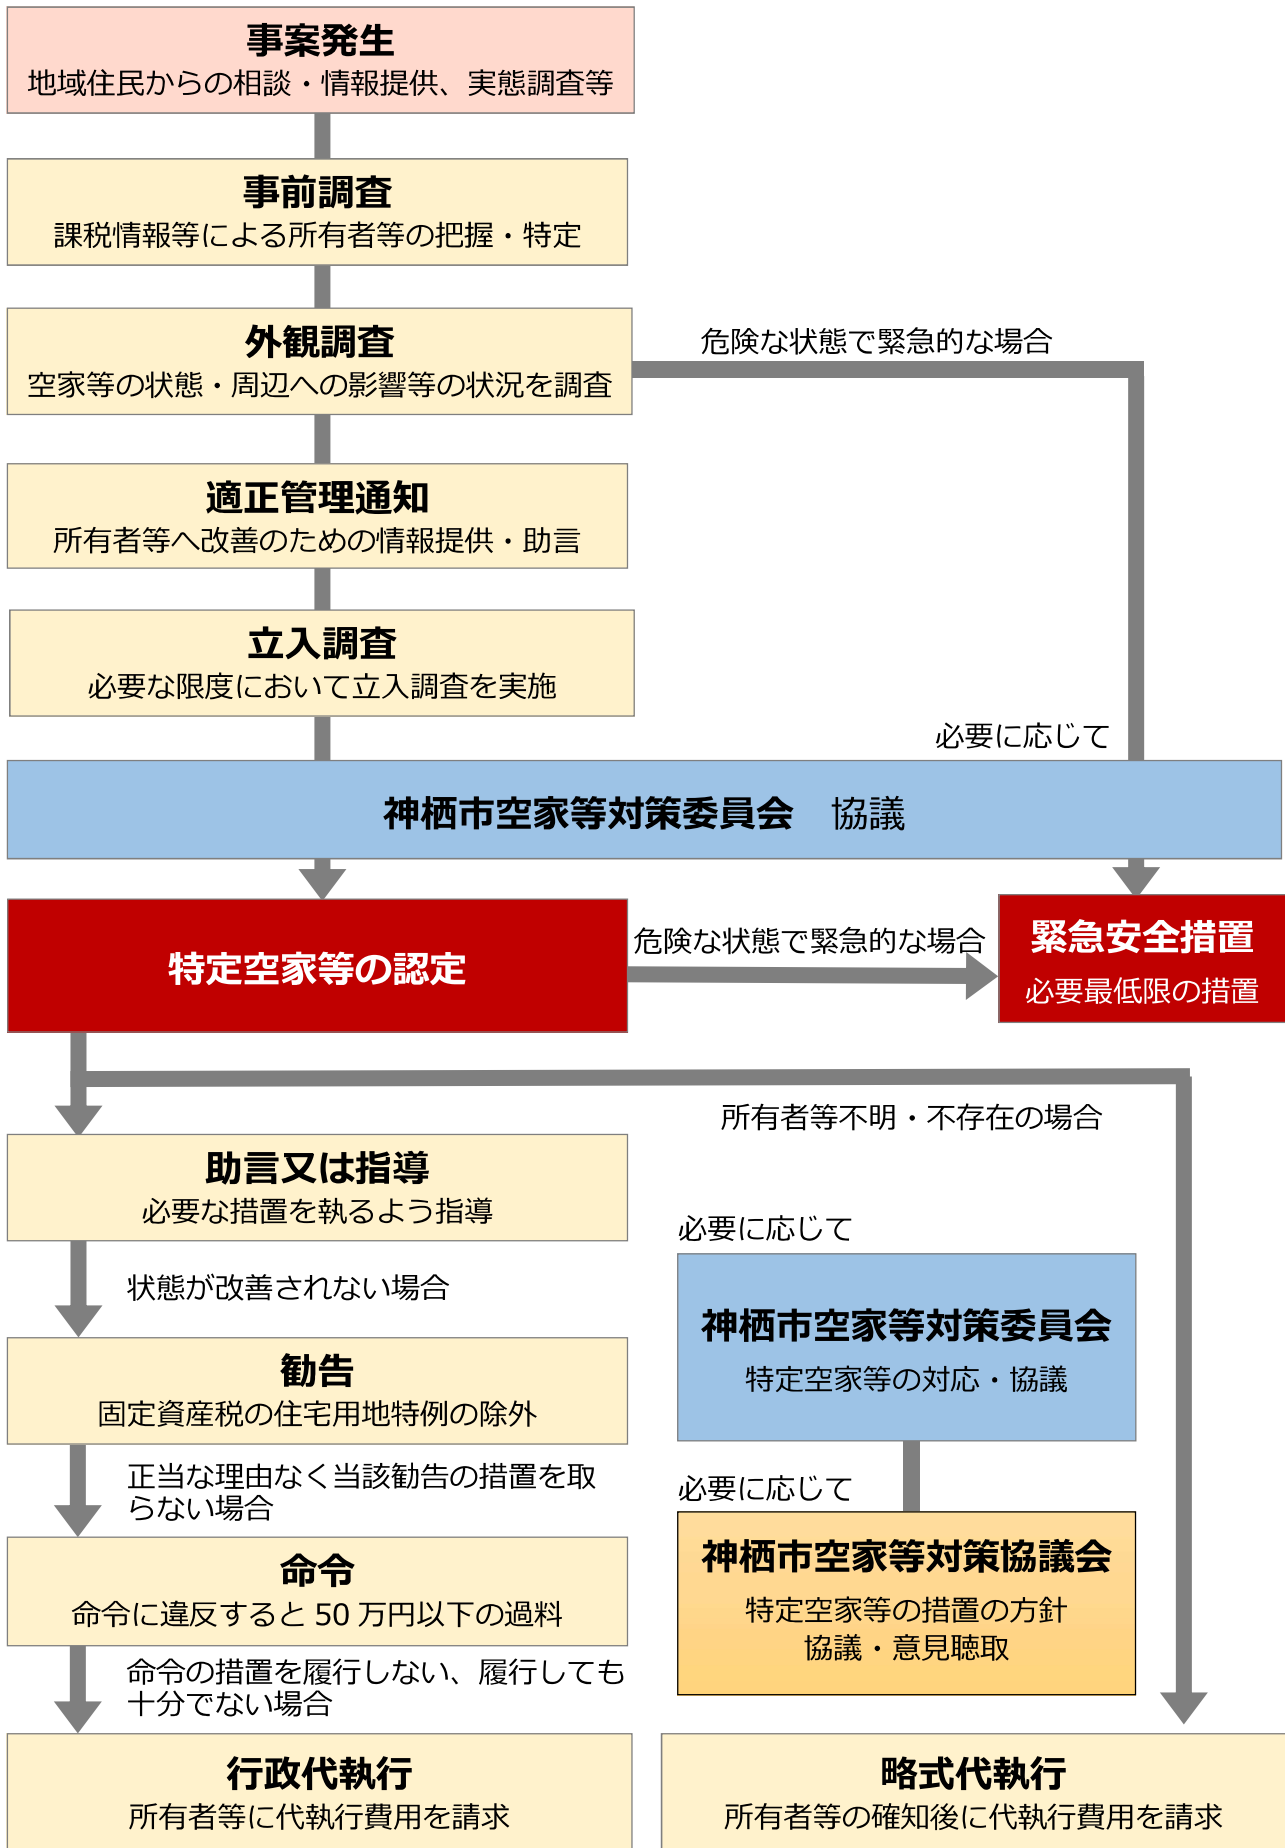 事案発生
地域住民からの相談・情報提供、実態調査等
事前調査
課税情報等による所有者等の把握・特定
外観調査
空家等の状態・周辺への影響等の状況を調査
危険な状態で緊急的な場合
適正管理通知
所有者等へ改善のための情報提供・助言
立入調査
必要な限度において立入調査を実施
必要に応じて
神栖市空家等対策委員会　協議
特定空家等の認定
危険な状態で緊急的な場合
緊急安全措置
必要最低限の措置
所有者等不明・不存在の場合
助言又は指導
必要な措置を執るよう指導
状態が改善されない場合
勧告
固定資産税の住宅用地特例の除外
正当な理由なく当該勧告の措置を取
らない場合
命令
命令に違反すると 50 万円以下の過料
命令の措置を履行しない、履行しても
十分でない場合
行政代執行
所有者等に代執行費用を請求
必要に応じて
神栖市空家等対策委員会
特定空家等の対応・協議
必要に応じて
神栖市空家等対策協議会
特定空家等の措置の方針
協議・意見聴取
略式代執行
所有者等の確知後に代執行費用を請求